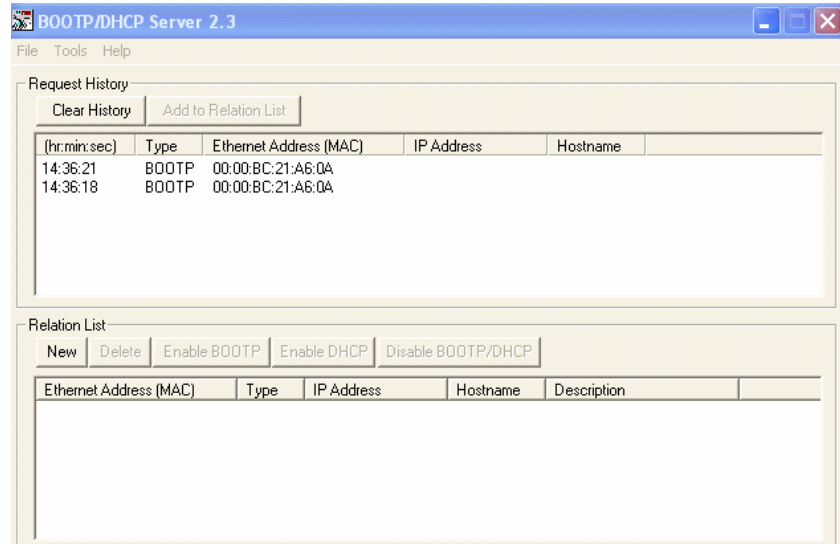 BOOTP/DHCP Server 2.3
File Tools Help
Request History
Clear History Add to Relation List
(hr:min:sec) Type Ethernet Address (MAC) IP Address Hostname
14:36:21 BOOTP 00:00:BC:21:A6:0A
14:36:18 BOOTP 00:00:BC:21:A6:0A
Relation List
New Delete Enable BOOTP Enable DHCP Disable BOOTP/DHCP
Ethernet Address (MAC) Type IP Address Hostname Description